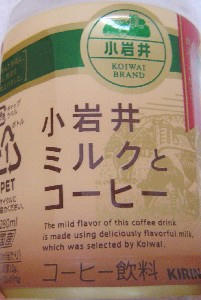 小岩井
KOIWAI
BRAND
小岩井
ミルクと
コーヒー
PET
280ml
The mild flavor of this coffee drink
is made using deliciously flavorful milk,
which was selected by Koiwai.
コーヒー飲料
KIRIN